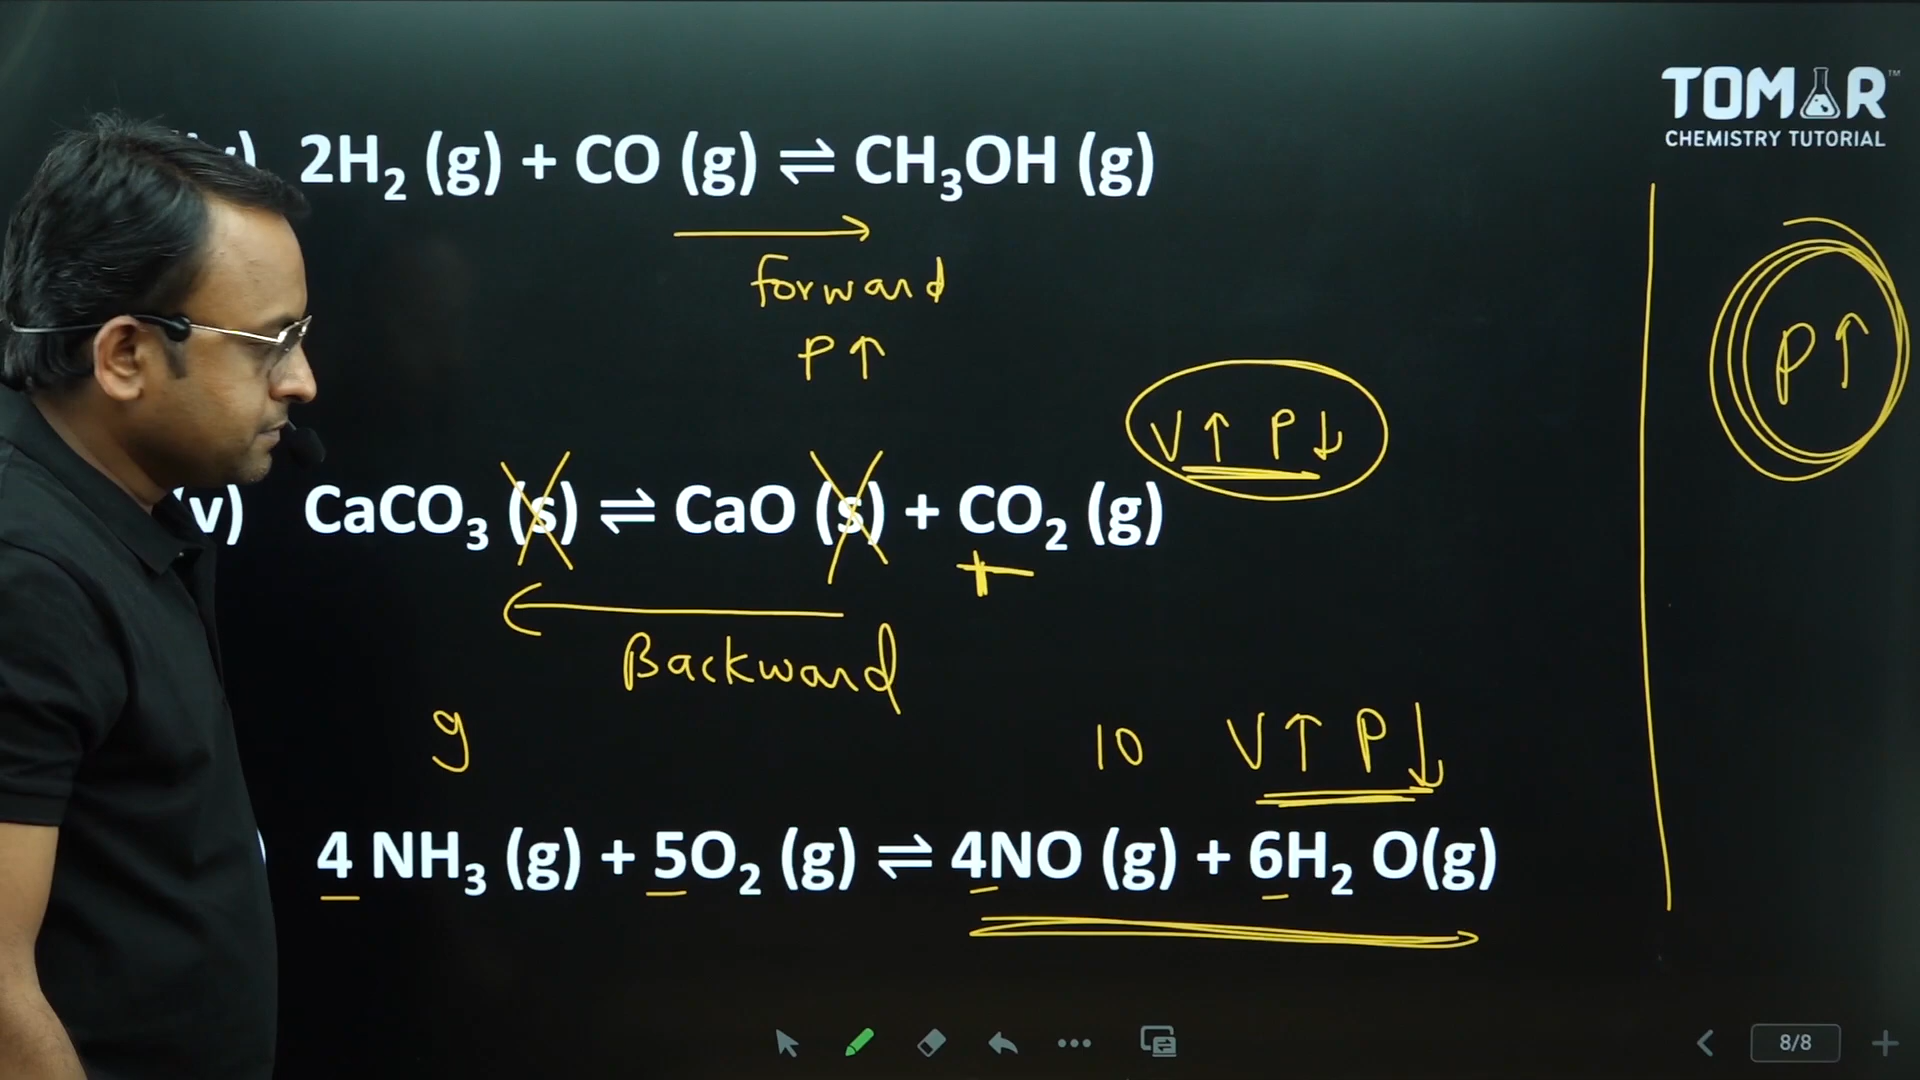 TOMAR™
CHEMISTRY TUTORIAL
v) 2H₂ (g) + CO (g) ⇌ CH₃OH (g)
forward
P↑
P↑
V↑ P↓
v) CaCO₃ (s) ⇌ CaO (s) + CO₂ (g)
Backward
9 10 V↑ P↓
) 4 NH₃ (g) + 5O₂ (g) ⇌ 4NO (g) + 6H₂ O(g)
8/8